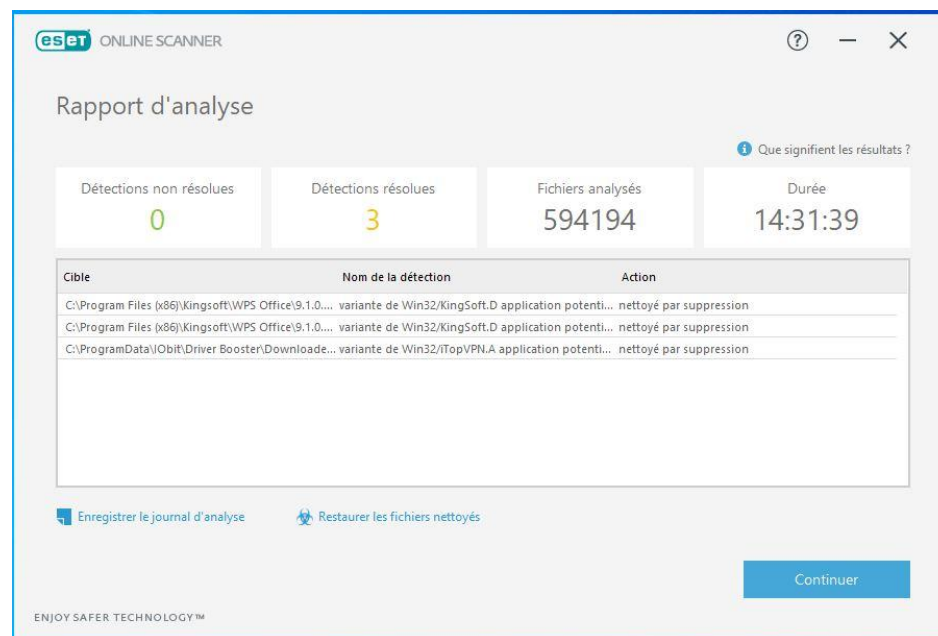 eset ONLINE SCANNER
Rapport d'analyse
Que signifient les résultats ?
Détections non résolues
0
Détections résolues
3
Fichiers analysés
594194
Durée
14:31:39
Cible Nom de la détection Action
C:\Program Files (x86)\Kingsoft\WPS Office\9.1.0.... variante de Win32/KingSoft.D application potenti... nettoyé par suppression
C:\Program Files (x86)\Kingsoft\WPS Office\9.1.0.... variante de Win32/KingSoft.D application potenti... nettoyé par suppression
C:\ProgramData\IObit\Driver Booster\Downloade... variante de Win32/iTopVPN.A application potenti... nettoyé par suppression
Enregistrer le journal d'analyse
Restaurer les fichiers nettoyés
Continuer
ENJOY SAFER TECHNOLOGY™